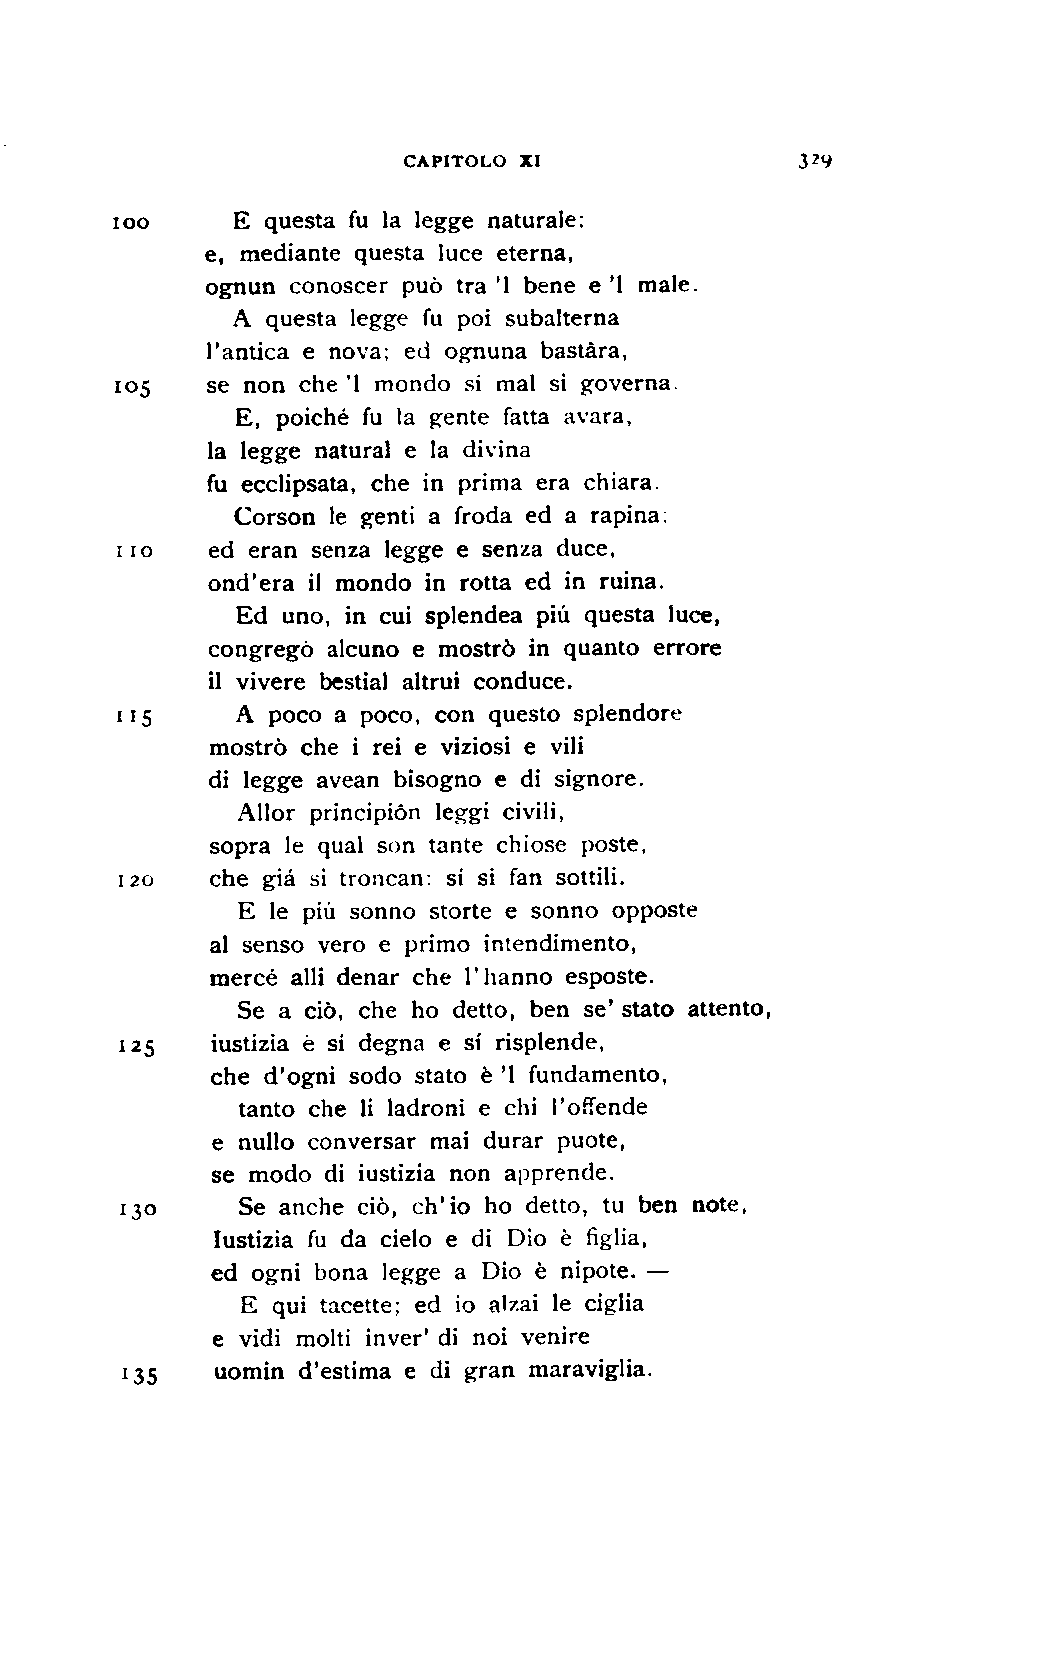 CAPITOLO XI 329
100 E questa fu la legge naturale:
e, mediante questa luce eterna,
ognun conoscer può tra 'l bene e 'l male.
A questa legge fu poi subalterna
l'antica e nova; ed ognuna bastàra,
105 se non che 'l mondo si mal si governa.
E, poiché fu la gente fatta avara,
la legge natural e la divina
fu ecclipsata, che in prima era chiara.
Corson le genti a froda ed a rapina;
110 ed eran senza legge e senza duce,
ond'era il mondo in rotta ed in ruina.
Ed uno, in cui splendea piú questa luce,
congregò alcuno e mostrò in quanto errore
il vivere bestial altrui conduce.
115 A poco a poco, con questo splendore
mostrò che i rei e viziosi e vili
di legge avean bisogno e di signore.
Allor principiôn leggi civili,
sopra le qual son tante chiose poste,
120 che giá si troncan: sí si fan sottili.
E le piú sonno storte e sonno opposte
al senso vero e primo intendimento,
mercé alli denar che l'hanno esposte.
Se a ciò, che ho detto, ben se' stato attento,
125 iustizia è sí degna e sí risplende,
che d'ogni sodo stato è 'l fundamento,
tanto che li ladroni e chi l'offende
e nullo conversar mai durar puote,
se modo di iustizia non apprende.
130 Se anche ciò, ch'io ho detto, tu ben note,
Iustizia fu da cielo e di Dio è figlia,
ed ogni bona legge a Dio è nipote. —
E qui tacette; ed io alzai le ciglia
e vidi molti inver' di noi venire
135 uomin d'estima e di gran maraviglia.